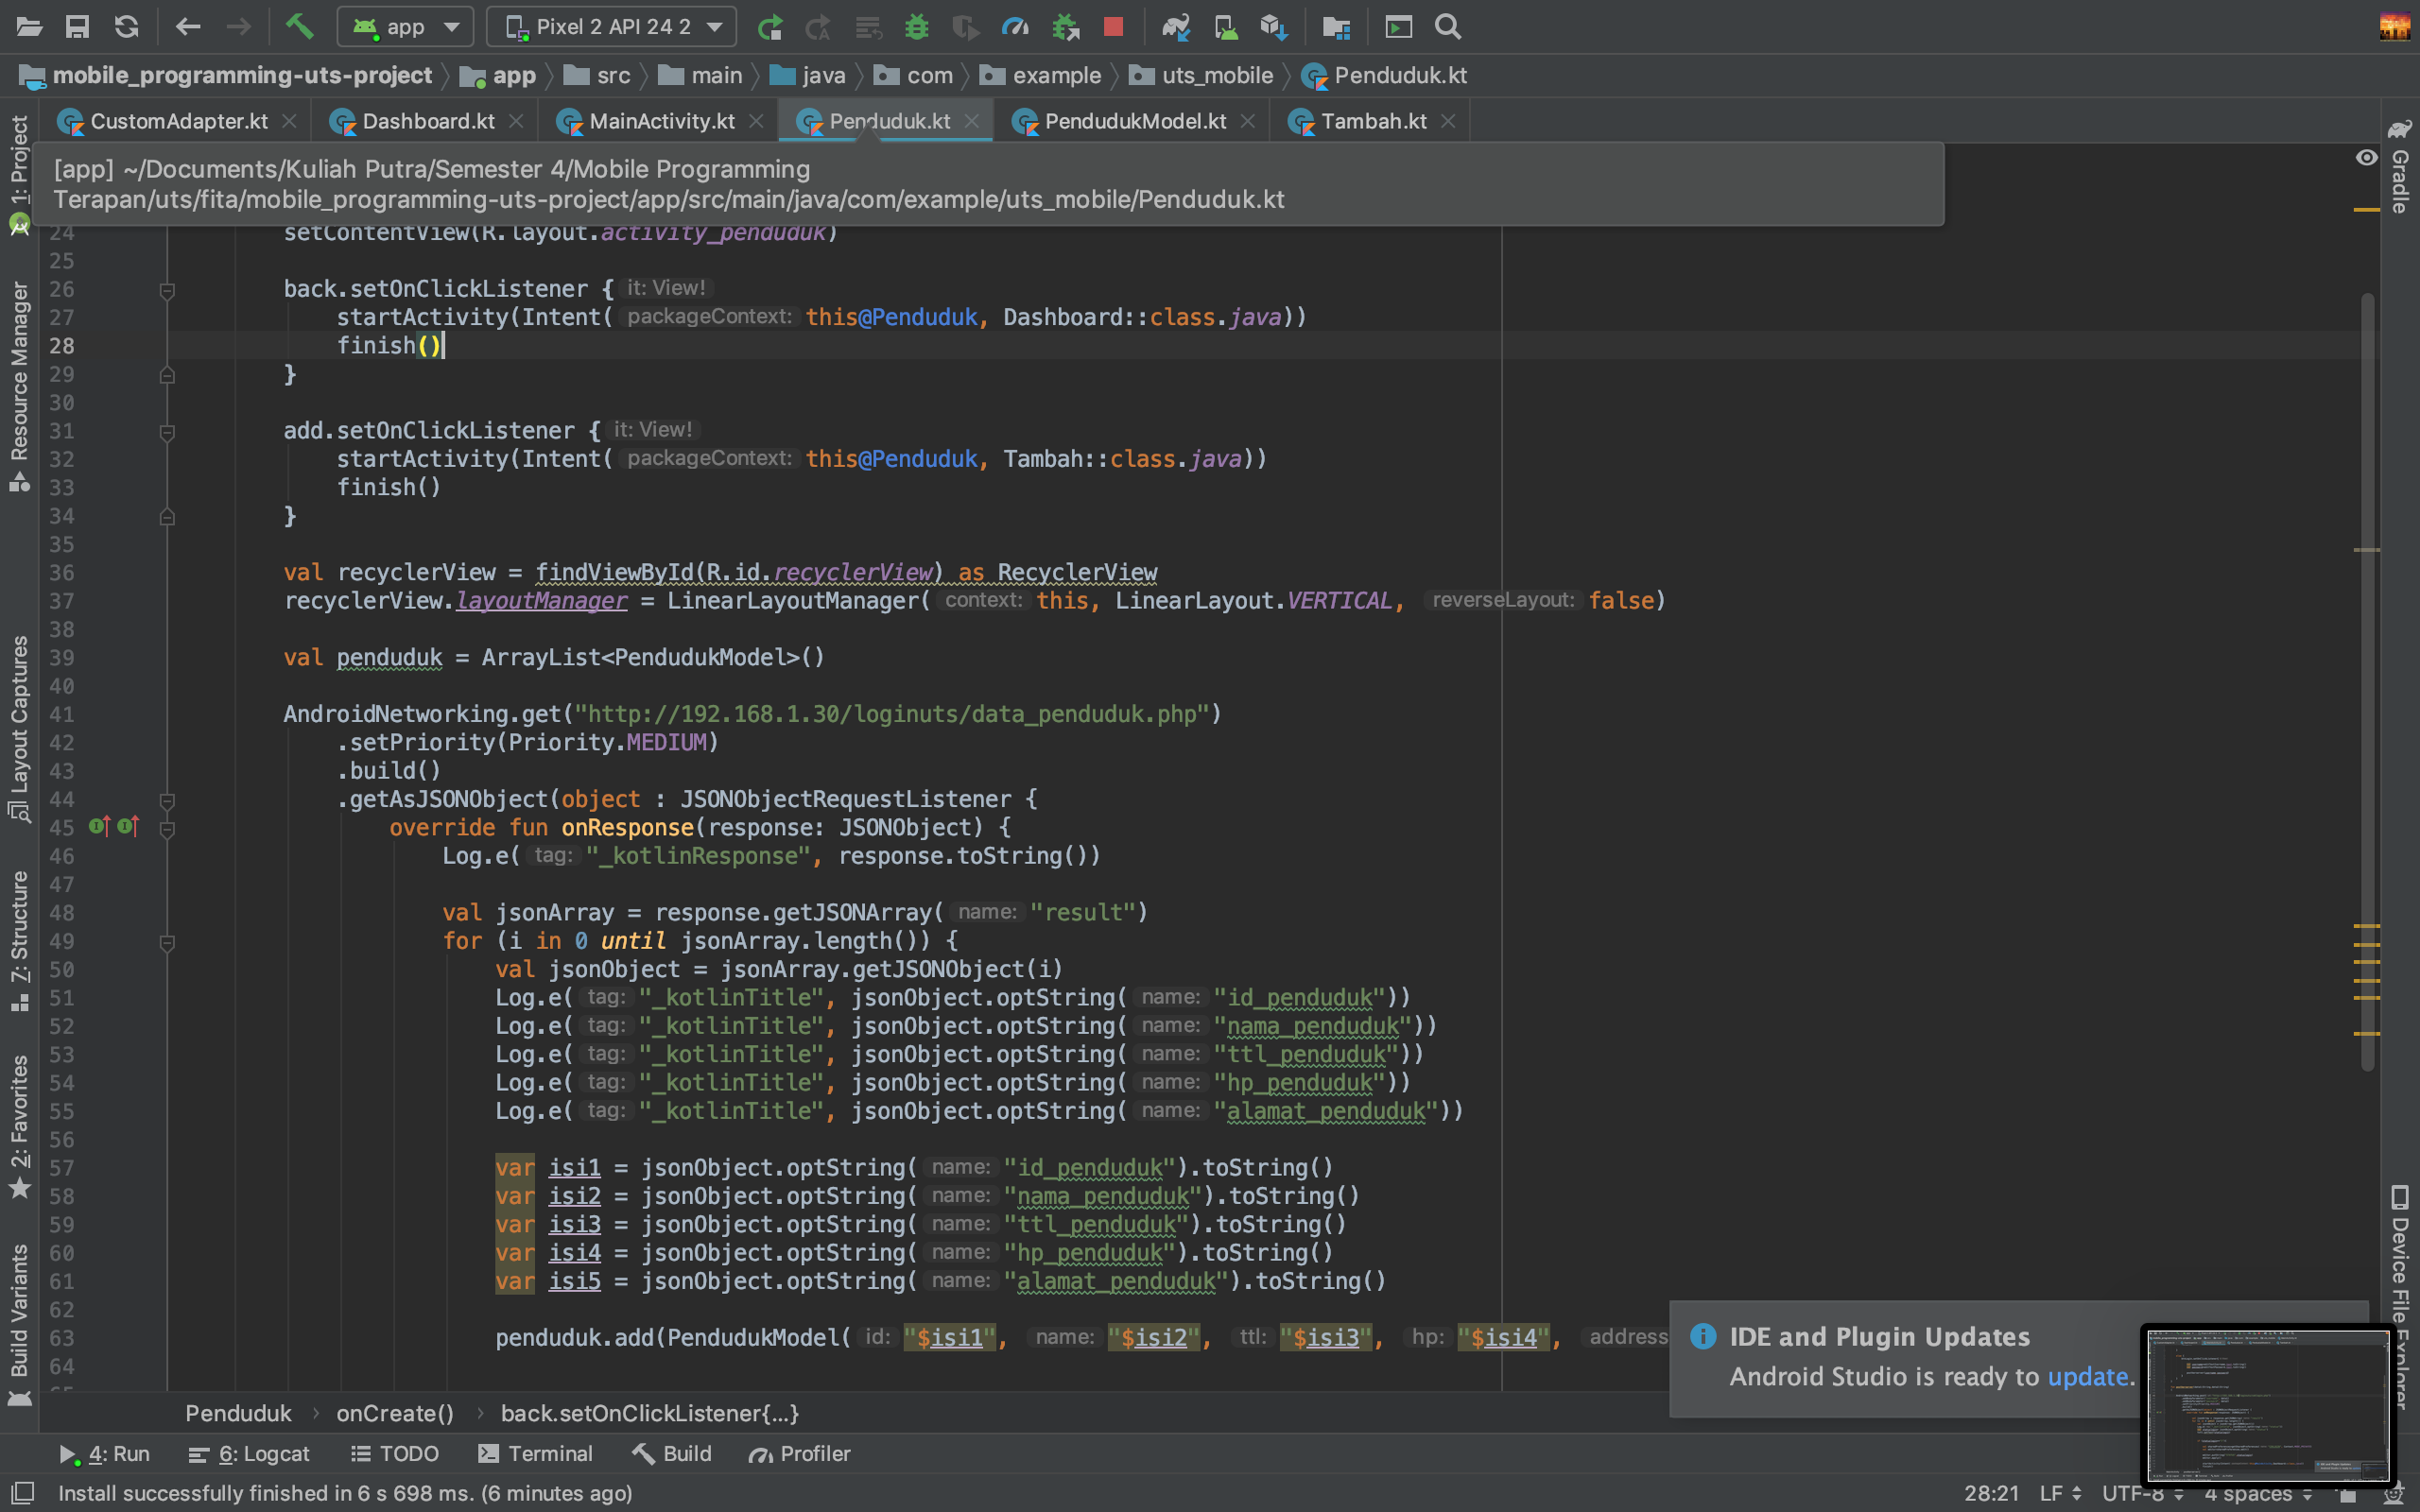 app
Pixel 2 API 24 2
mobile_programming-uts-project
app
src
main
java
com
example
uts_mobile
Penduduk.kt
CustomAdapter.kt
Dashboard.kt
MainActivity.kt
Penduduk.kt
PendudukModel.kt
Tambah.kt
[app] ~/Documents/Kuliah Putra/Semester 4/Mobile Programming
Terapan/uts/fita/mobile_programming-uts-project/app/src/main/java/com/example/uts_mobile/Penduduk.kt
1: Project
Resource Manager
Layout Captures
7: Structure
2: Favorites
Build Variants
Gradle
Device File Explorer
24 setContentView(R.layout.activity_penduduk)
25
26 back.setOnClickListener { it: View!
27 startActivity(Intent( packageContext: this@Penduduk, Dashboard::class.java))
28 finish()
29 }
30
31 add.setOnClickListener { it: View!
32 startActivity(Intent( packageContext: this@Penduduk, Tambah::class.java))
33 finish()
34 }
35
36 val recyclerView = findViewById(R.id.recyclerView) as RecyclerView
37 recyclerView.layoutManager = LinearLayoutManager( context: this, LinearLayout.VERTICAL, reverseLayout: false)
38
39 val penduduk = ArrayList<PendudukModel>()
40
41 AndroidNetworking.get("http://192.168.1.30/loginuts/data_penduduk.php")
42 .setPriority(Priority.MEDIUM)
43 .build()
44 .getAsJSONObject(object : JSONObjectRequestListener {
45 override fun onResponse(response: JSONObject) {
46 Log.e( tag: "_kotlinResponse", response.toString())
47
48 val jsonArray = response.getJSONArray( name: "result")
49 for (i in 0 until jsonArray.length()) {
50 val jsonObject = jsonArray.getJSONObject(i)
51 Log.e( tag: "_kotlinTitle", jsonObject.optString( name: "id_penduduk"))
52 Log.e( tag: "_kotlinTitle", jsonObject.optString( name: "nama_penduduk"))
53 Log.e( tag: "_kotlinTitle", jsonObject.optString( name: "ttl_penduduk"))
54 Log.e( tag: "_kotlinTitle", jsonObject.optString( name: "hp_penduduk"))
55 Log.e( tag: "_kotlinTitle", jsonObject.optString( name: "alamat_penduduk"))
56
57 var isi1 = jsonObject.optString( name: "id_penduduk").toString()
58 var isi2 = jsonObject.optString( name: "nama_penduduk").toString()
59 var isi3 = jsonObject.optString( name: "ttl_penduduk").toString()
60 var isi4 = jsonObject.optString( name: "hp_penduduk").toString()
61 var isi5 = jsonObject.optString( name: "alamat_penduduk").toString()
62
63 penduduk.add(PendudukModel( id: "$isi1", name: "$isi2", ttl: "$isi3", hp: "$isi4", address
64
IDE and Plugin Updates
Android Studio is ready to update.
Penduduk › onCreate() › back.setOnClickListener{...}
4: Run
6: Logcat
TODO
Terminal
Build
Profiler
Install successfully finished in 6 s 698 ms. (6 minutes ago)
28:21 LF UTF-8 4 spaces